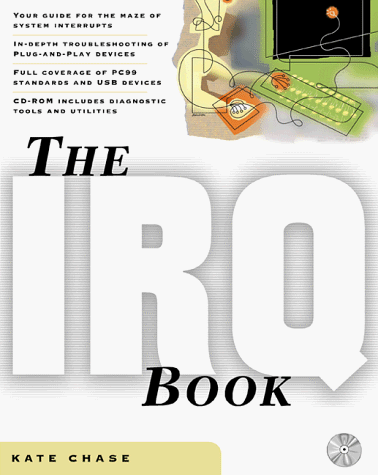 YOUR GUIDE FOR THE MAZE OF
SYSTEM INTERRUPTS
IN-DEPTH TROUBLESHOOTING OF
PLUG-AND-PLAY DEVICES
FULL COVERAGE OF PC99
STANDARDS AND USB DEVICES
CD-ROM INCLUDES DIAGNOSTIC
TOOLS AND UTILITIES
THE
IRQ
BOOK
KATE CHASE